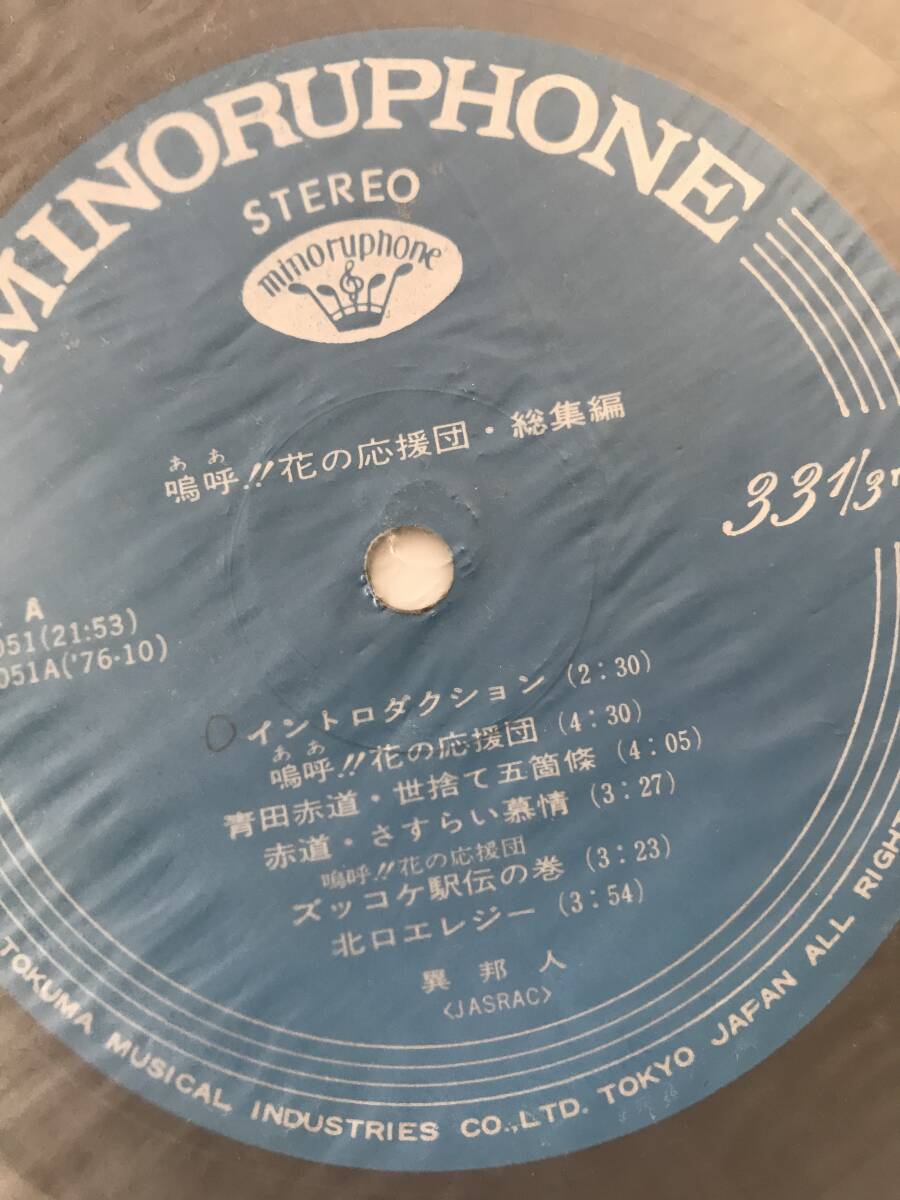 MINORUPHONE
STEREO
minoruphone
ああ
嗚呼!!花の応援団・総集編
33 1/3
A
051(21:53)
051A('76・10)
イントロダクション (2:30)
ああ
嗚呼!!花の応援団 (4:30)
青田赤道・世捨て五箇條 (4:05)
赤道・さすらい慕情 (3:27)
嗚呼!!花の応援団
ズッコケ駅伝の巻 (3:23)
北口エレジー (3:54)
異邦人
<JASRAC>
TOKUMA MUSICAL INDUSTRIES CO.,LTD. TOKYO JAPAN ALL RIGHT